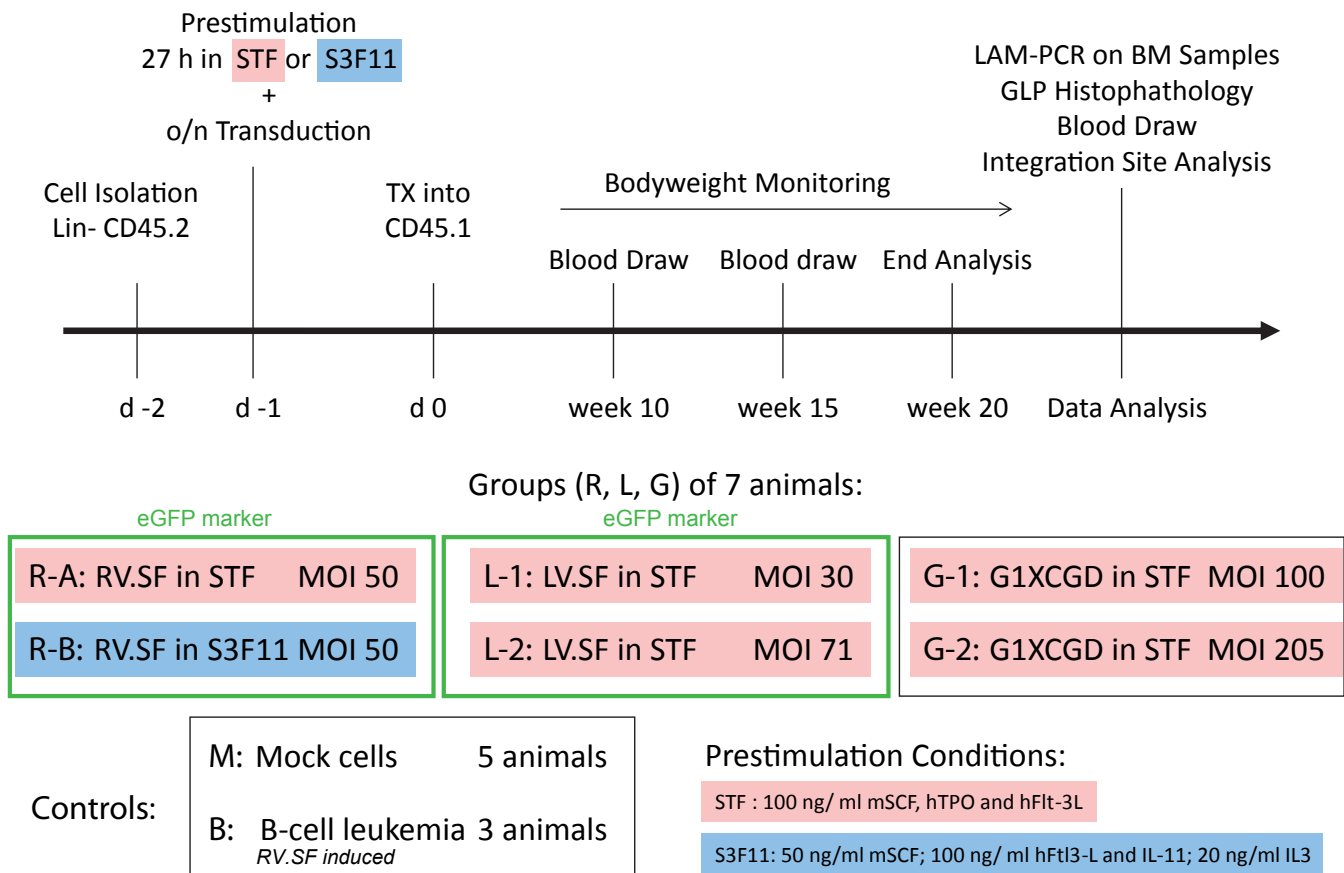 Prestimulation
27 h in STF or S3F11
+
o/n Transduction
Cell Isolation
Lin- CD45.2
TX into
CD45.1
Bodyweight Monitoring
Blood Draw
Blood draw
End Analysis
LAM-PCR on BM Samples
GLP Histophathology
Blood Draw
Integration Site Analysis
d -2
d -1
d 0
week 10
week 15
week 20
Data Analysis
Groups (R, L, G) of 7 animals:
eGFP marker
R-A: RV.SF in STF MOI 50
R-B: RV.SF in S3F11 MOI 50
eGFP marker
L-1: LV.SF in STF MOI 30
L-2: LV.SF in STF MOI 71
G-1: G1XCGD in STF MOI 100
G-2: G1XCGD in STF MOI 205
Controls:
M: Mock cells 5 animals
B: B-cell leukemia 3 animals
RV.SF induced
Prestimulation Conditions:
STF : 100 ng/ ml mSCF, hTPO and hFlt-3L
S3F11: 50 ng/ml mSCF; 100 ng/ ml hFtl3-L and IL-11; 20 ng/ml IL3